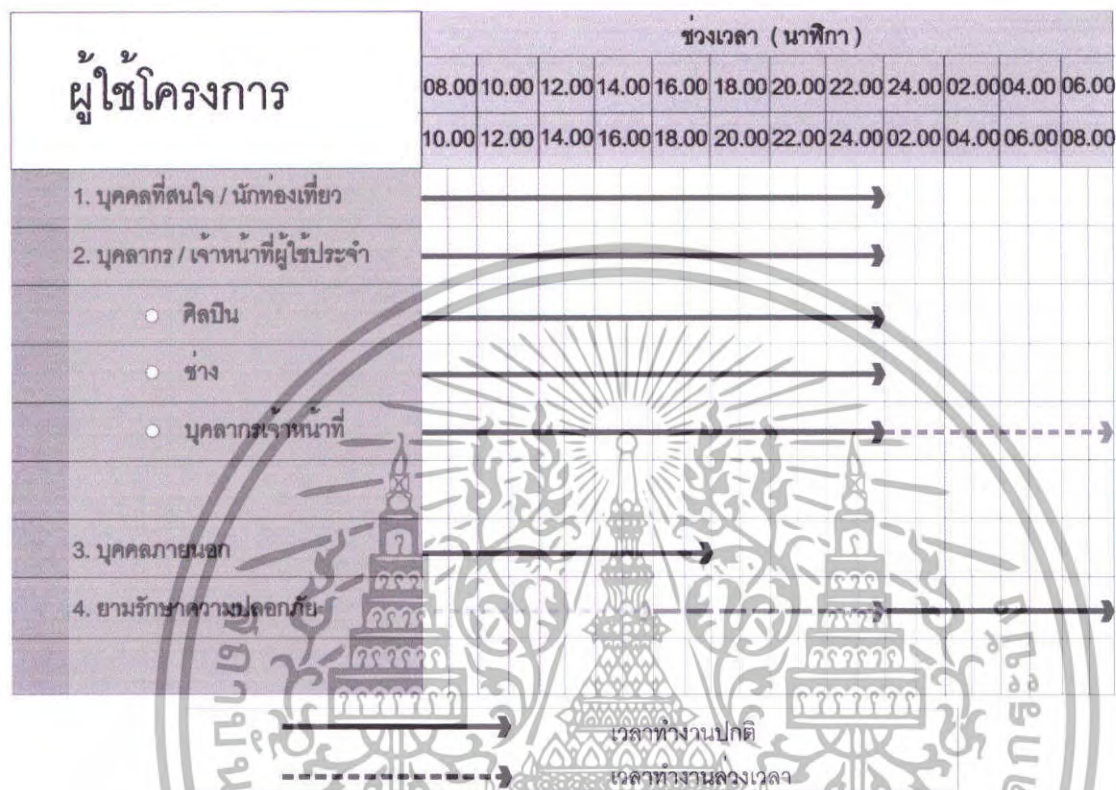 ผู้ใช้โครงการ
ช่วงเวลา ( นาฬิกา )
08.00 10.00 12.00 14.00 16.00 18.00 20.00 22.00 24.00 02.00 04.00 06.00
10.00 12.00 14.00 16.00 18.00 20.00 22.00 24.00 02.00 04.00 06.00 08.00
1. บุคคลที่สนใจ / นักท่องเที่ยว
2. บุคลากร / เจ้าหน้าที่ผู้ใช้ประจำ
ศิลปิน
ช่าง
บุคลากรเจ้าหน้าที่
3. บุคคลภายนอก
4. ยามรักษาความปลอดภัย
เวลาทำงานปกติ
เวลาทำงานล่วงเวลา